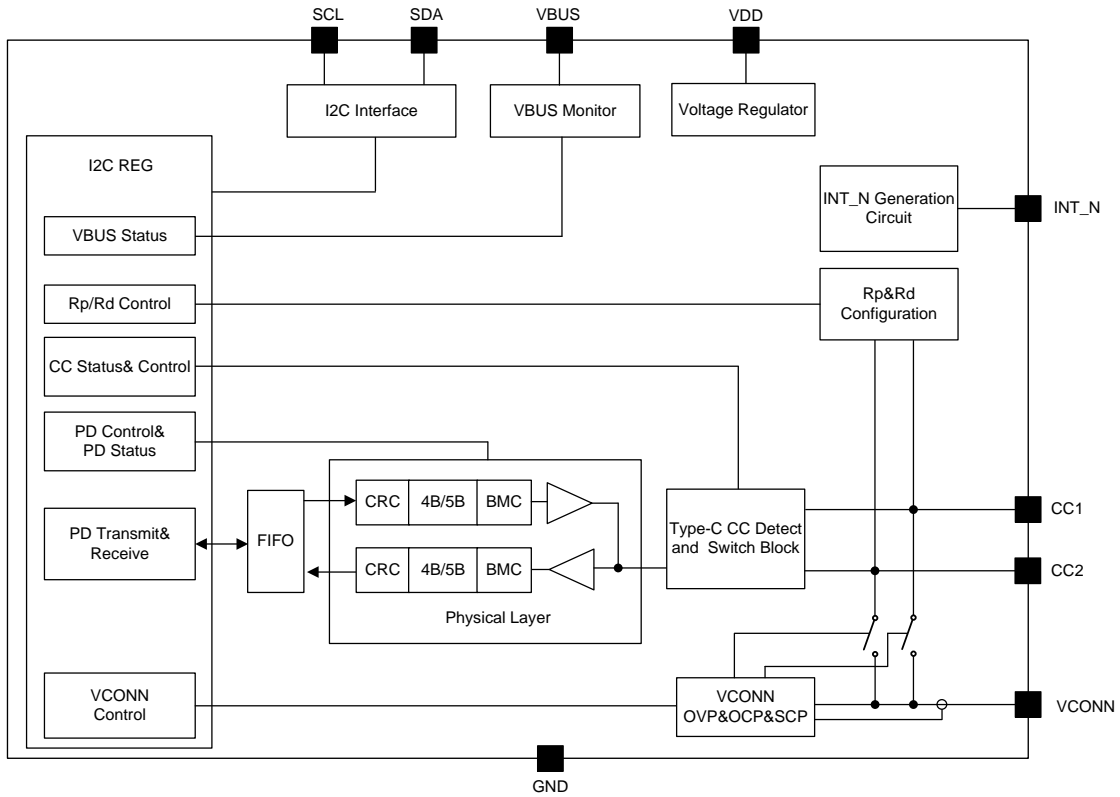 SCL
SDA
VBUS
VDD
I2C Interface
VBUS Monitor
Voltage Regulator
I2C REG
INT_N Generation
Circuit
INT_N
VBUS Status
Rp/Rd Control
Rp&Rd
Configuration
CC Status& Control
PD Control&
PD Status
CRC
4B/5B
BMC
Type-C CC Detect
and Switch Block
CC1
PD Transmit&
Receive
FIFO
CRC
4B/5B
BMC
CC2
Physical Layer
VCONN
Control
VCONN
OVP&OCP&SCP
VCONN
GND